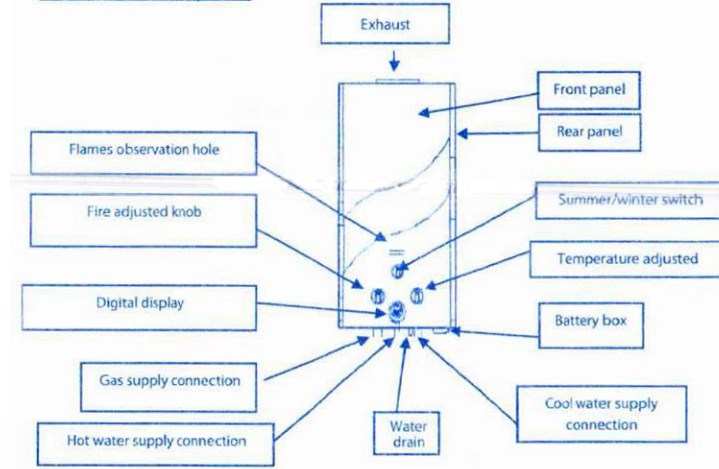 Exhaust
Front panel
Rear panel
Flames observation hole
Summer/winter switch
Fire adjusted knob
Temperature adjusted
Digital display
Battery box
Gas supply connection
Cool water supply
connection
Water
drain
Hot water supply connection